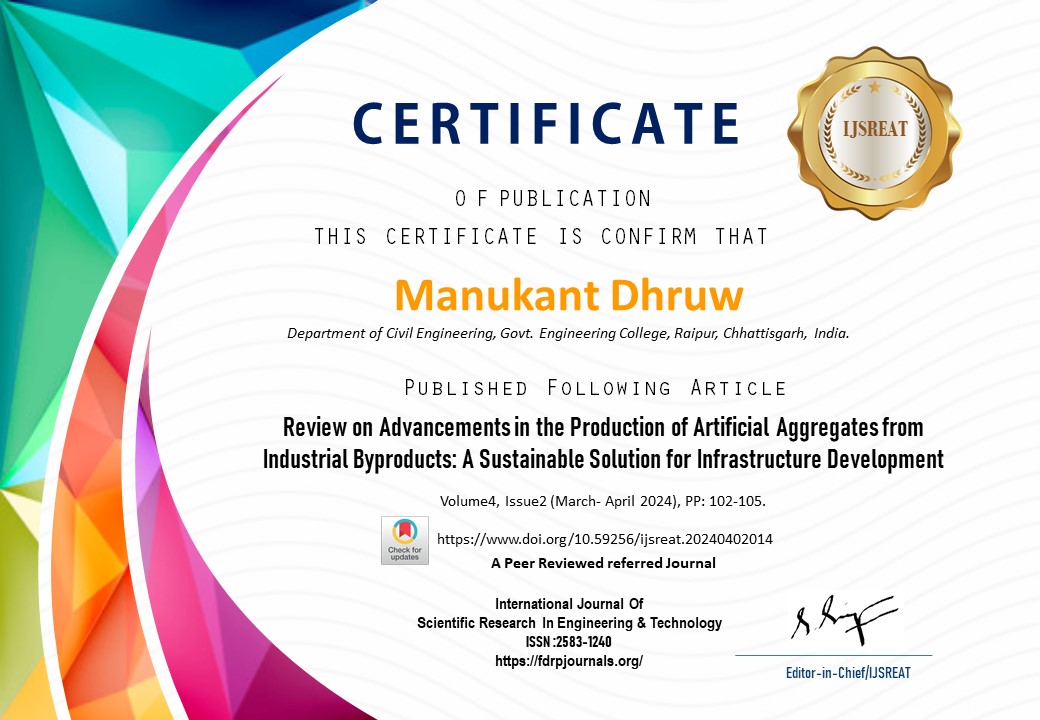 CERTIFICATE
IJSREAT
OF PUBLICATION
THIS CERTIFICATE IS CONFIRM THAT
Manukant Dhruw
Department of Civil Engineering, Govt. Engineering College, Raipur, Chhattisgarh, India.
Published Following Article
Review on Advancements in the Production of Artificial Aggregates from
Industrial Byproducts: A Sustainable Solution for Infrastructure Development
Volume4, Issue2 (March- April 2024), PP: 102-105.
Check for
updates
https://www.doi.org/10.59256/ijsreat.20240402014
A Peer Reviewed referred Journal
International Journal Of
Scientific Research In Engineering & Technology
ISSN :2583-1240
https://fdrpjournals.org/
Editor-in-Chief/IJSREAT